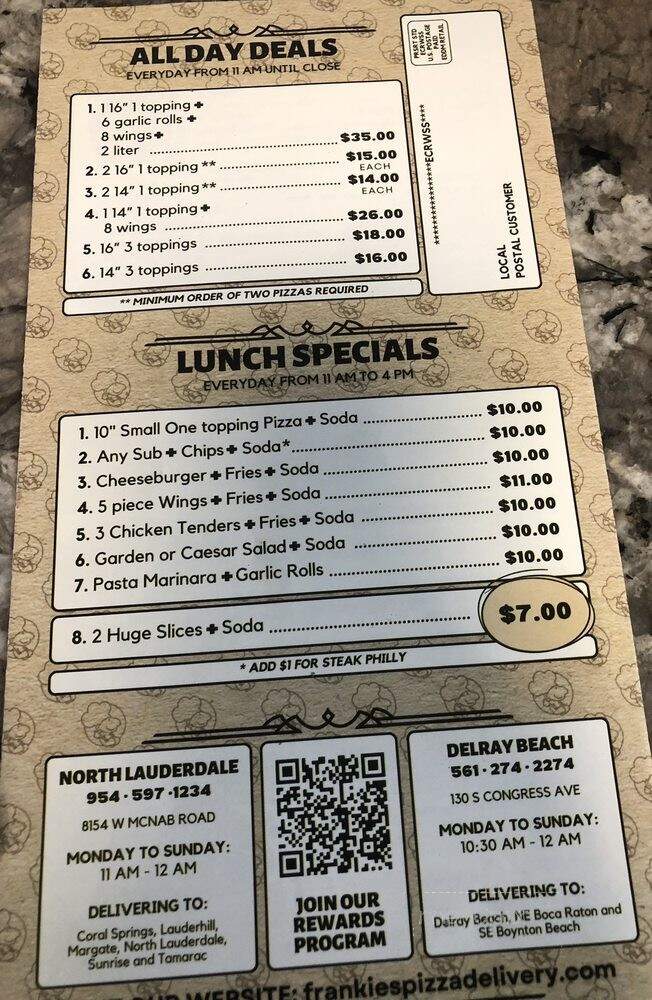 ALL DAY DEALS
EVERYDAY FROM 11 AM UNTIL CLOSE
1. 1 16" 1 topping +
6 garlic rolls +
8 wings +
2 liter ........ $35.00
2. 2 16" 1 topping ** ........ $15.00
EACH
3. 2 14" 1 topping ** ........ $14.00
EACH
4. 1 14" 1 topping +
8 wings ........ $26.00
5. 16" 3 toppings ........ $18.00
6. 14" 3 toppings ........ $16.00
** MINIMUM ORDER OF TWO PIZZAS REQUIRED
PRSRT STD
ECRWSS
U.S. POSTAGE
PAID
EDDM RETAIL
******************ECRWSS****
LOCAL
POSTAL CUSTOMER
LUNCH SPECIALS
EVERYDAY FROM 11 AM TO 4 PM
1. 10" Small One topping Pizza + Soda ........ $10.00
2. Any Sub + Chips + Soda* ........ $10.00
3. Cheeseburger + Fries + Soda ........ $10.00
4. 5 piece Wings + Fries + Soda ........ $11.00
5. 3 Chicken Tenders + Fries + Soda ........ $10.00
6. Garden or Caesar Salad + Soda ........ $10.00
7. Pasta Marinara + Garlic Rolls ........ $10.00
8. 2 Huge Slices + Soda ........ $7.00
* ADD $1 FOR STEAK PHILLY
NORTH LAUDERDALE
954 · 597 · 1234
8154 W MCNAB ROAD
MONDAY TO SUNDAY:
11 AM - 12 AM
DELIVERING TO:
Coral Springs, Lauderhill,
Margate, North Lauderdale,
Sunrise and Tamarac
JOIN OUR
REWARDS
PROGRAM
DELRAY BEACH
561 · 274 · 2274
130 S CONGRESS AVE
MONDAY TO SUNDAY:
10:30 AM - 12 AM
DELIVERING TO:
Delray Beach, NE Boca Raton and
SE Boynton Beach
OUR WEBSITE: frankiespizzadelivery.com